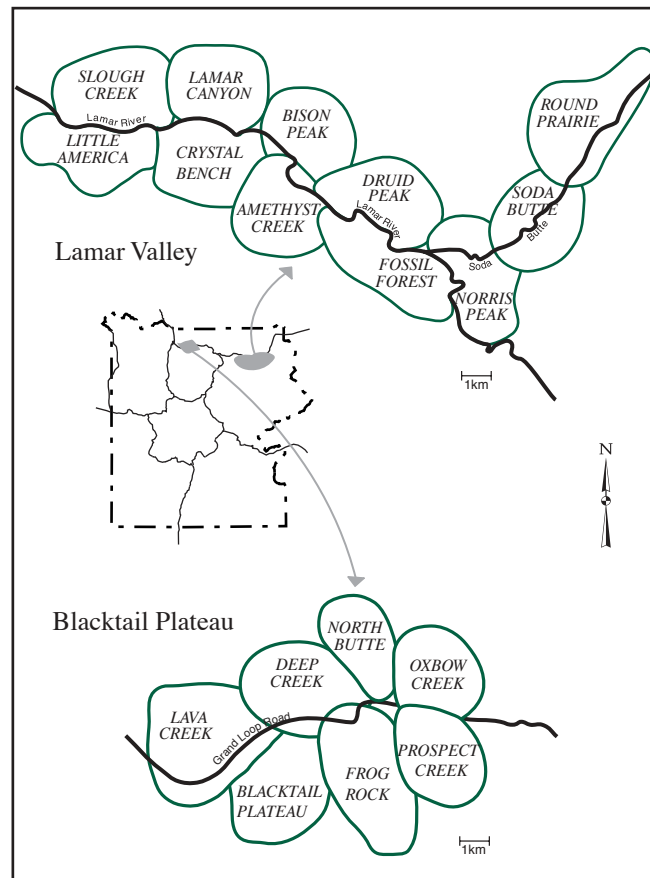 SLOUGH
CREEK
LAMAR
CANYON
BISON
PEAK
ROUND
PRAIRIE
Lamar River
LITTLE
AMERICA
CRYSTAL
BENCH
DRUID
PEAK
SODA
BUTTE
AMETHYST
CREEK
Lamar River
Butte
Lamar Valley
FOSSIL
FOREST
Soda
NORRIS
PEAK
1km
N
Blacktail Plateau
NORTH
BUTTE
DEEP
CREEK
OXBOW
CREEK
LAVA
CREEK
Grand Loop Road
PROSPECT
CREEK
BLACKTAIL
PLATEAU
FROG
ROCK
1km